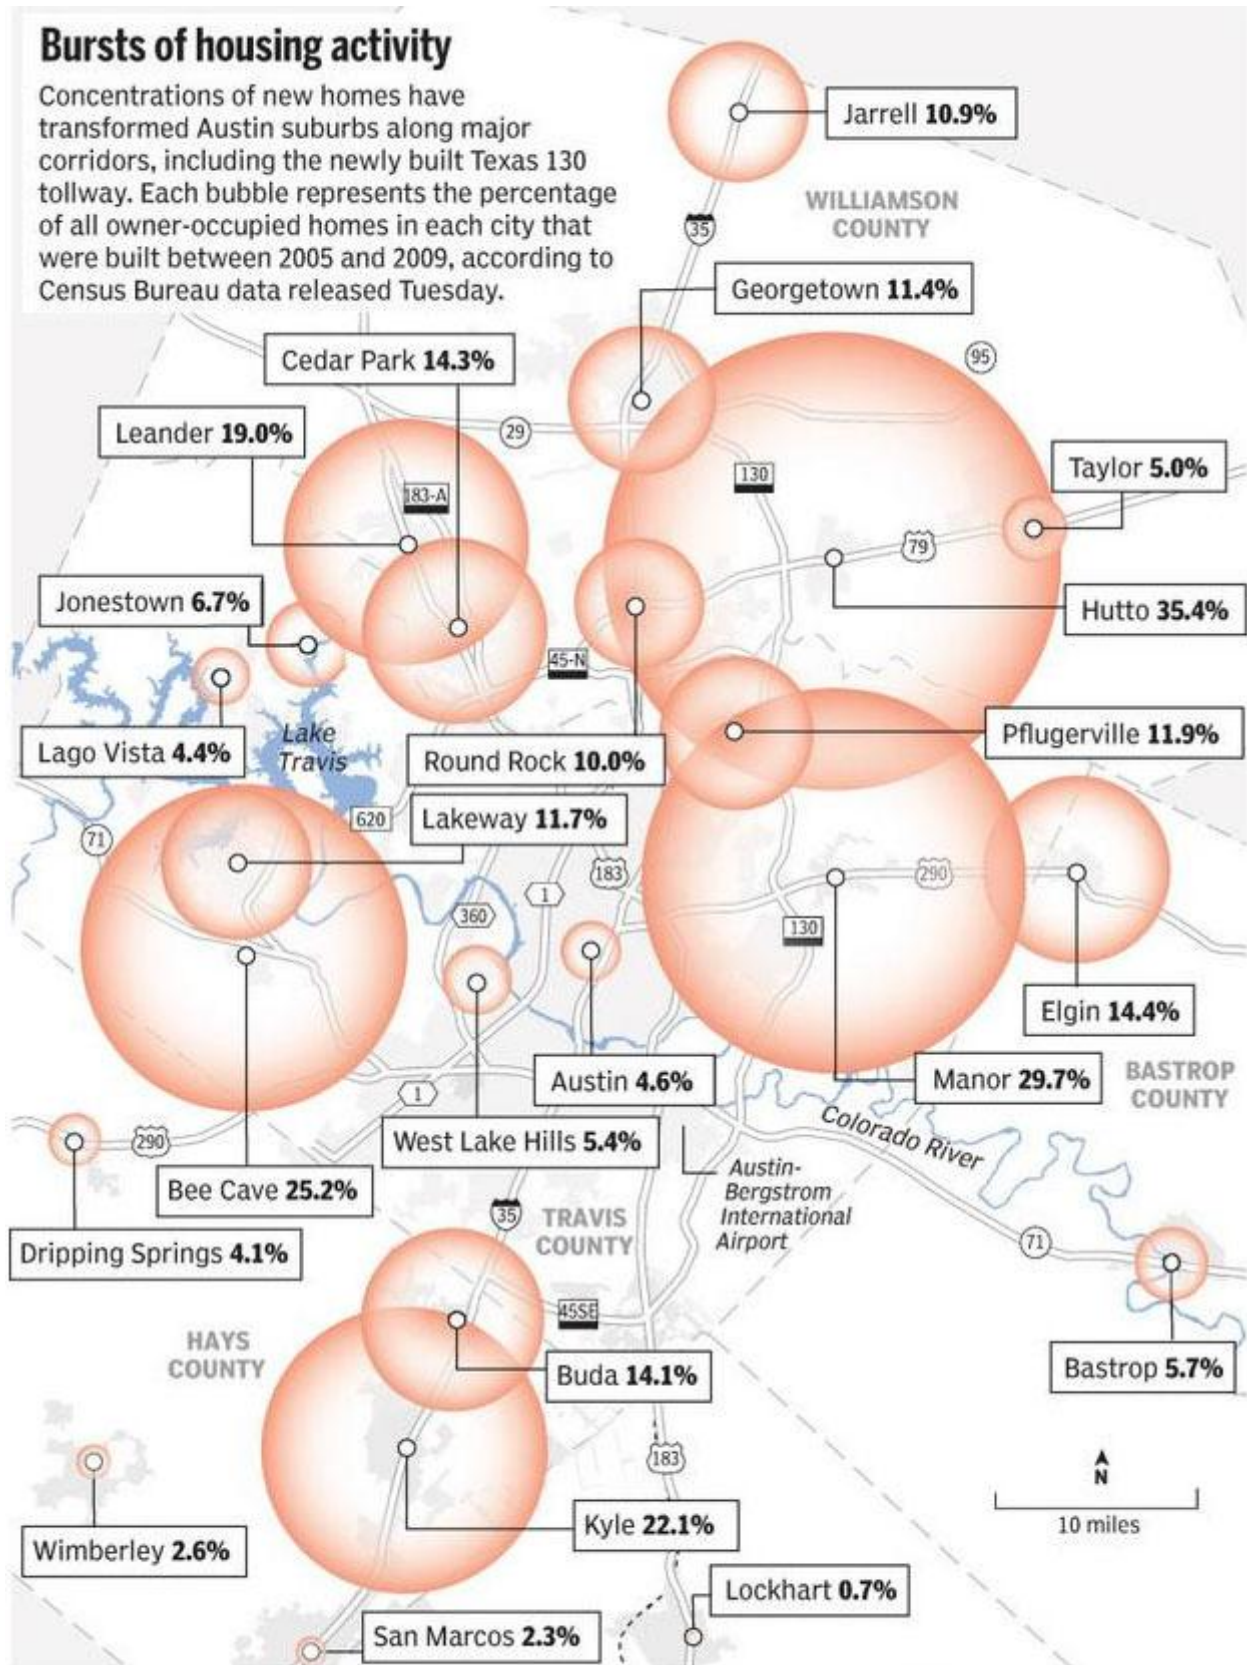 Bursts of housing activity
Concentrations of new homes have
transformed Austin suburbs along major
corridors, including the newly built Texas 130
tollway. Each bubble represents the percentage
of all owner-occupied homes in each city that
were built between 2005 and 2009, according to
Census Bureau data released Tuesday.
Jarrell 10.9%
WILLIAMSON
COUNTY
35
Georgetown 11.4%
Cedar Park 14.3%
95
Leander 19.0%
29
Taylor 5.0%
130
183-A
79
Jonestown 6.7%
Hutto 35.4%
45-N
Lago Vista 4.4%
Lake
Travis
Round Rock 10.0%
Pflugerville 11.9%
620
Lakeway 11.7%
71
183
290
1
360
130
Elgin 14.4%
Austin 4.6%
Manor 29.7%
BASTROP
COUNTY
1
Colorado River
290
West Lake Hills 5.4%
Austin-
Bergstrom
International
Airport
Bee Cave 25.2%
35
TRAVIS
COUNTY
71
Dripping Springs 4.1%
45SE
HAYS
COUNTY
Buda 14.1%
Bastrop 5.7%
183
N
10 miles
Kyle 22.1%
Wimberley 2.6%
Lockhart 0.7%
San Marcos 2.3%